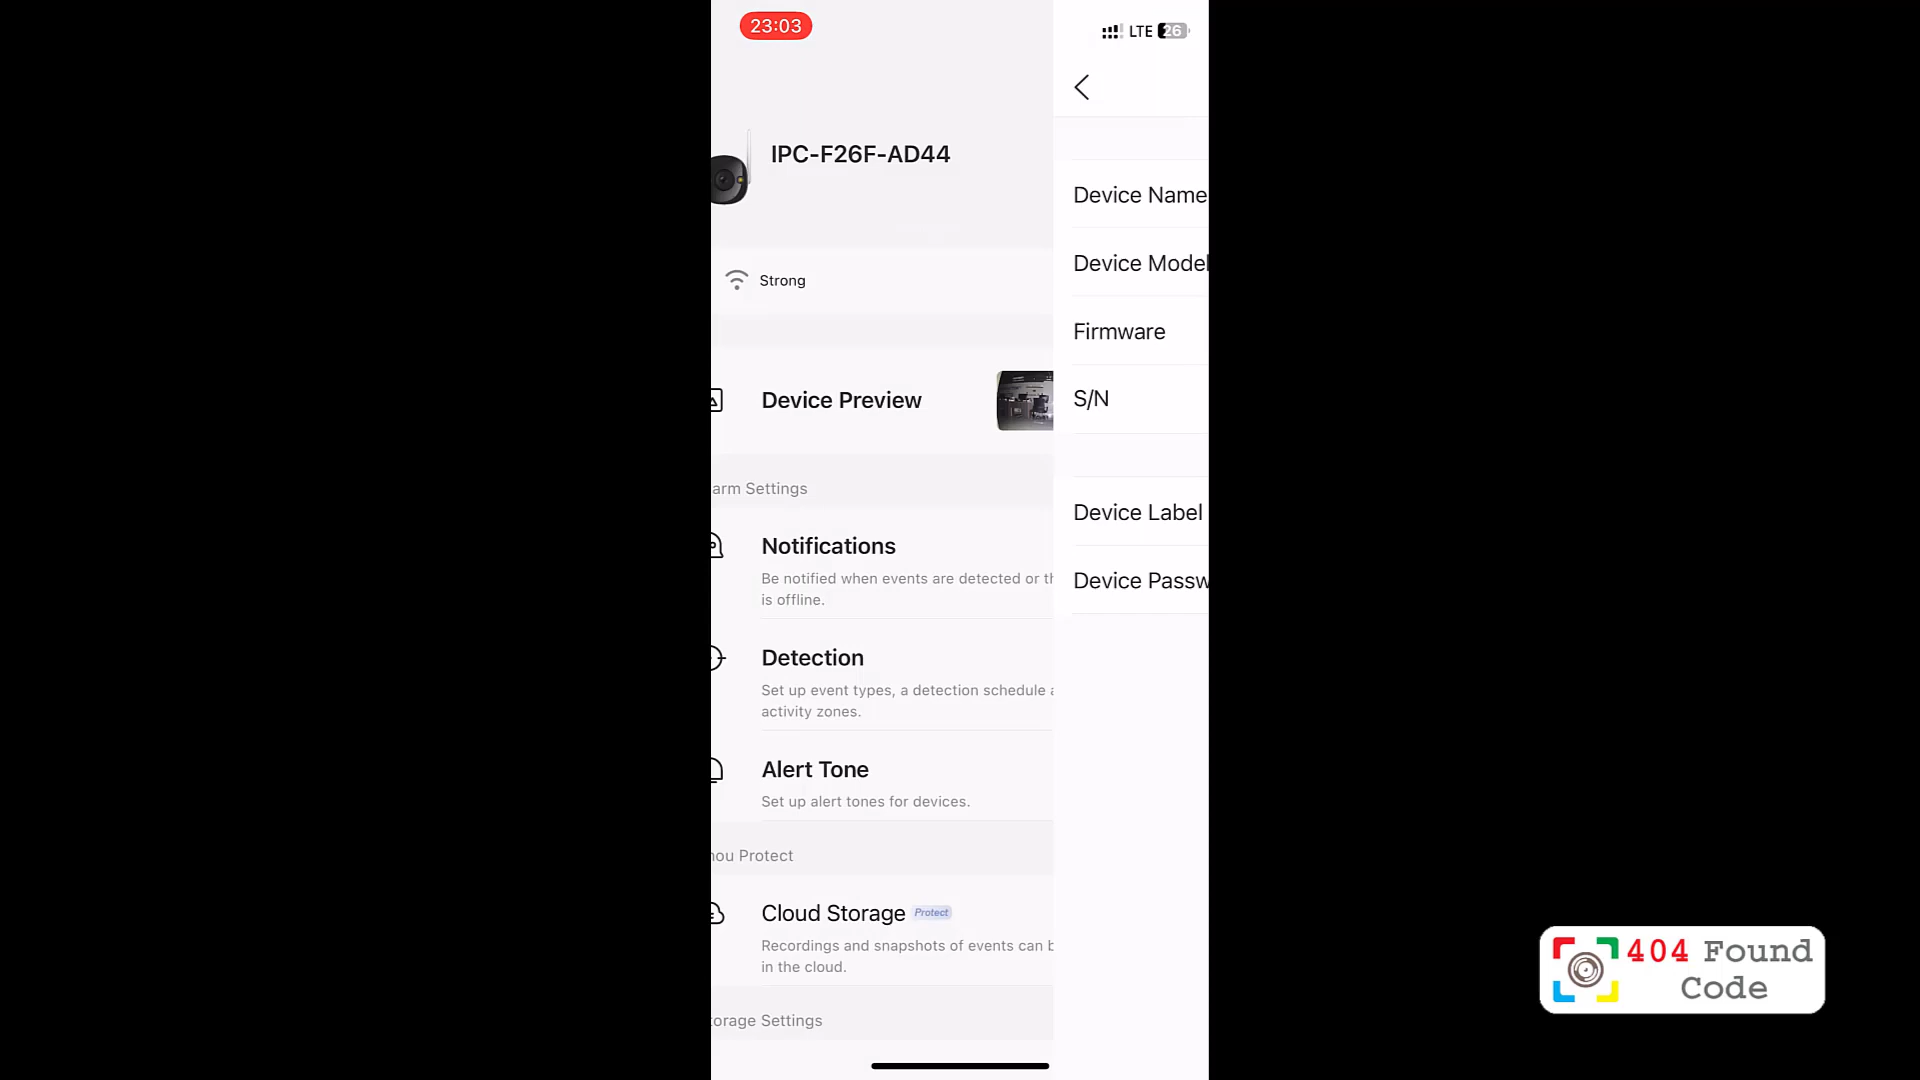 23:03
LTE 26
IPC-F26F-AD44
Strong
Device Preview
arm Settings
Notifications
Be notified when events are detected or th
is offline.
Detection
Set up event types, a detection schedule a
activity zones.
Alert Tone
Set up alert tones for devices.
ou Protect
Cloud Storage Protect
Recordings and snapshots of events can b
in the cloud.
orage Settings
Device Name
Device Model
Firmware
S/N
Device Label
Device Passw
404 Found
Code